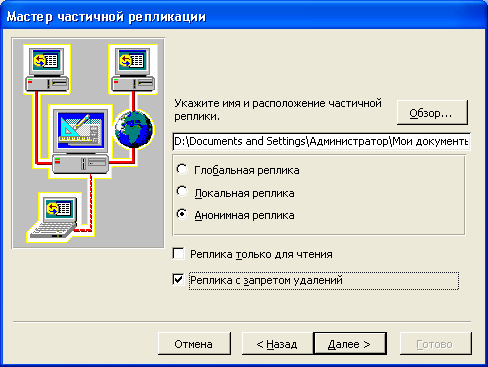 Мастер частичной репликации
Укажите имя и расположение частичной
реплики.
Обзор...
D:\Documents and Settings\Администратор\Мои документы
Глобальная реплика
Локальная реплика
Анонимная реплика
Реплика только для чтения
Реплика с запретом удалений
Отмена
< Назад
Далее >
Готово